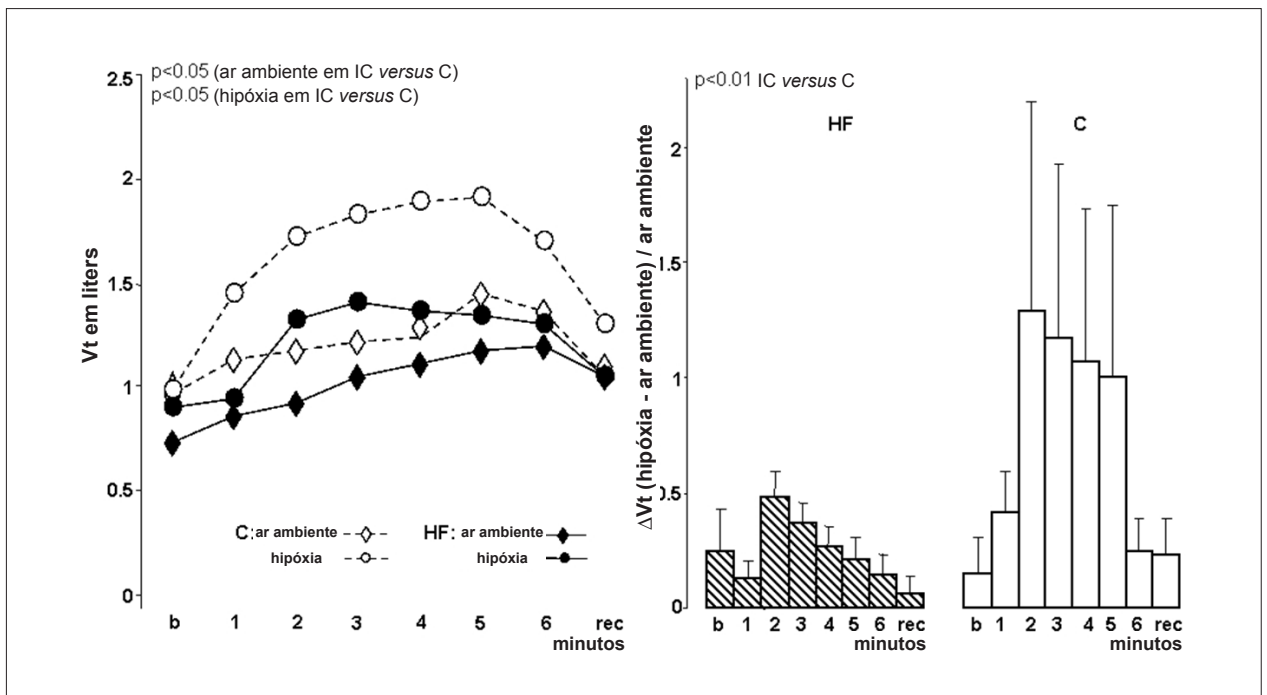 p<0.05 (ar ambiente em IC versus C)
p<0.05 (hipóxia em IC versus C)
Vt em liters
2.5
2
1.5
1
0.5
0
C: ar ambiente
hipóxia
HF: ar ambiente
hipóxia
b 1 2 3 4 5 6 rec
minutos
p<0.01 IC versus C
HF
C
ΔVt (hipóxia - ar ambiente) / ar ambiente
2
1.5
1
0.5
0
b 1 2 3 4 5 6 rec
minutos
b 1 2 3 4 5 6 rec
minutos